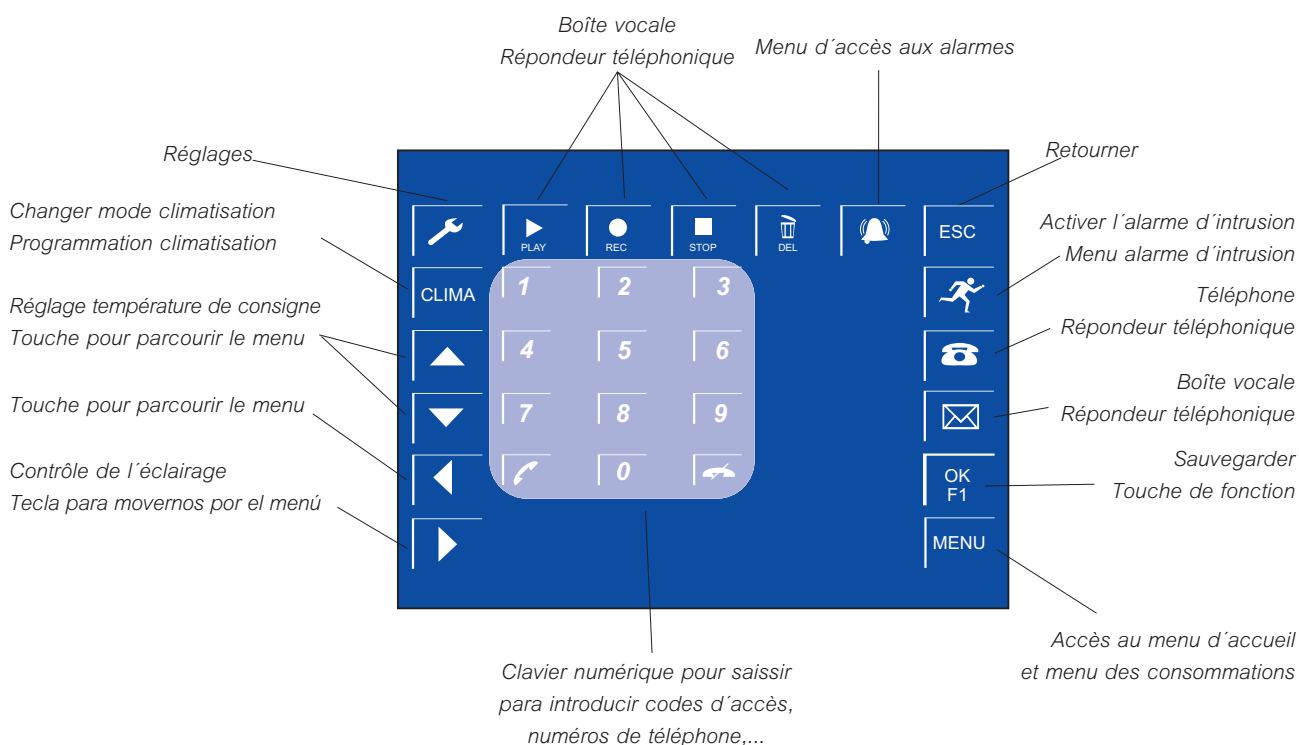 Boîte vocale
Répondeur téléphonique
Menu d´accès aux alarmes
Réglages
Retourner
Changer mode climatisation
Programmation climatisation
Activer l´alarme d´intrusion
Menu alarme d´intrusion
PLAY
REC
STOP
DEL
ESC
CLIMA
1
2
3
Réglage température de consigne
Touche pour parcourir le menu
Téléphone
Répondeur téléphonique
4
5
6
Touche pour parcourir le menu
Boîte vocale
Répondeur téléphonique
7
8
9
Contrôle de l´éclairage
Tecla para movernos por el menú
Sauvegarder
Touche de fonction
0
OK
F1
MENU
Accès au menu d´accueil
et menu des consommations
Clavier numérique pour saissir
para introducir codes d´accès,
numéros de téléphone,...